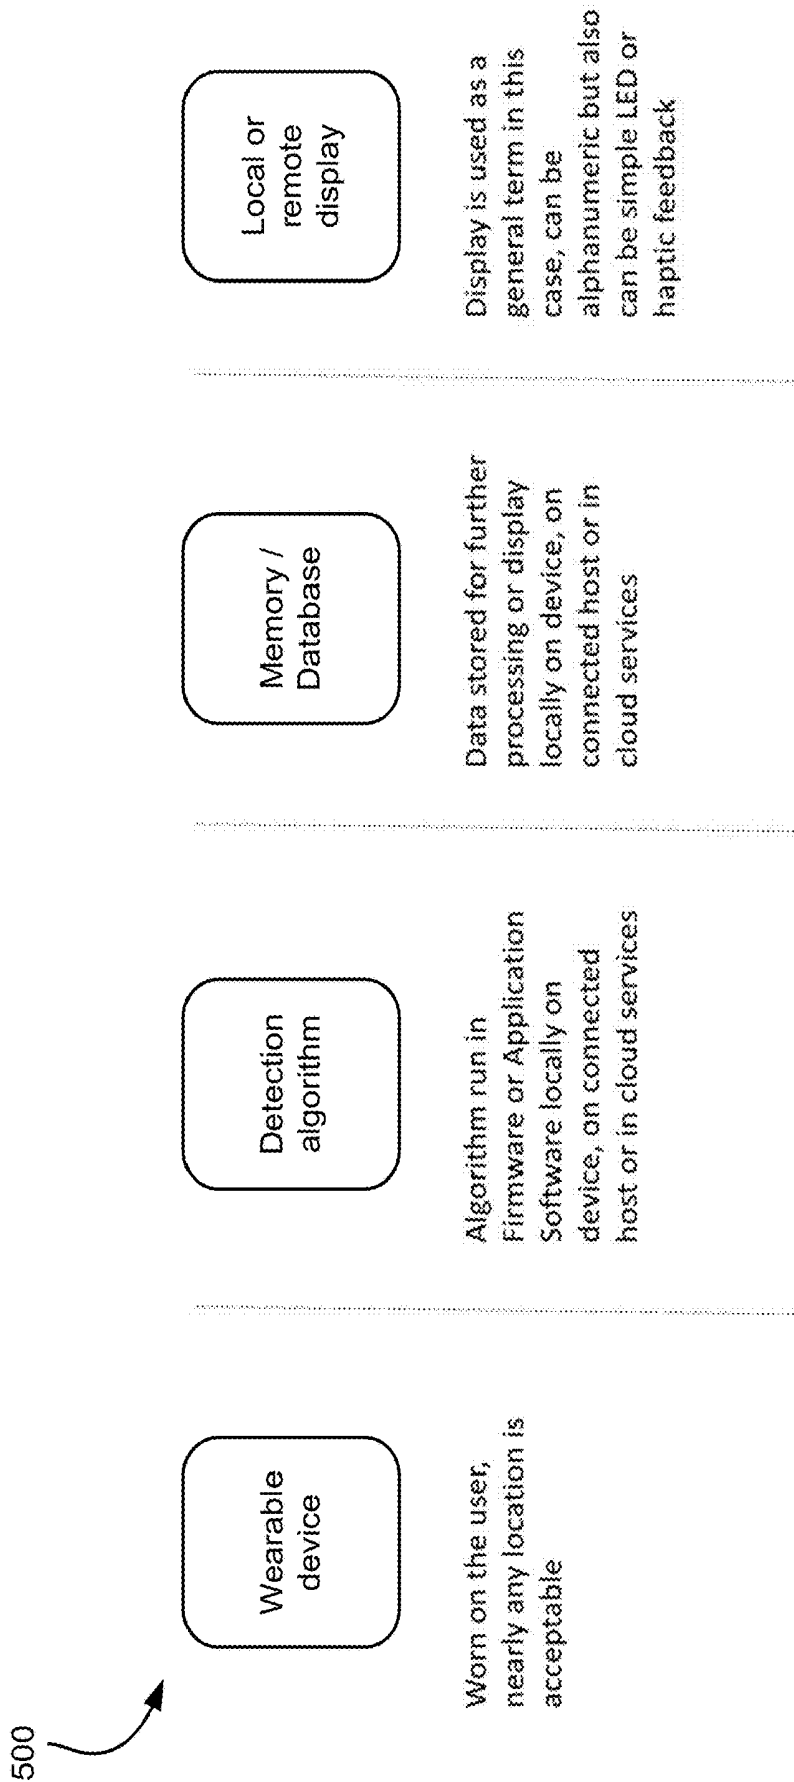 500
Wearable
device
Worn on the user,
nearly any location is
acceptable
Detection
algorithm
Algorithm run in
Firmware or Application
Software locally on
device, on connected
host or in cloud services
Memory /
Database
Data stored for further
processing or display
locally on device, on
connected host or in
cloud services
Local or
remote
display
Display is used as a
general term in this
case, can be
alphanumeric but also
can be simple LED or
haptic feedback